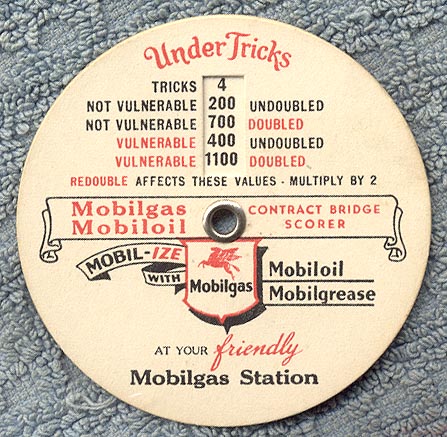 Under Tricks
TRICKS 4
NOT VULNERABLE 200 UNDOUBLED
NOT VULNERABLE 700 DOUBLED
VULNERABLE 400 UNDOUBLED
VULNERABLE 1100 DOUBLED
REDOUBLE AFFECTS THESE VALUES - MULTIPLY BY 2
Mobilgas
Mobiloil
CONTRACT BRIDGE
SCORER
MOBIL-IZE
WITH
Mobilgas
Mobiloil
Mobilgrease
AT YOUR friendly
Mobilgas Station